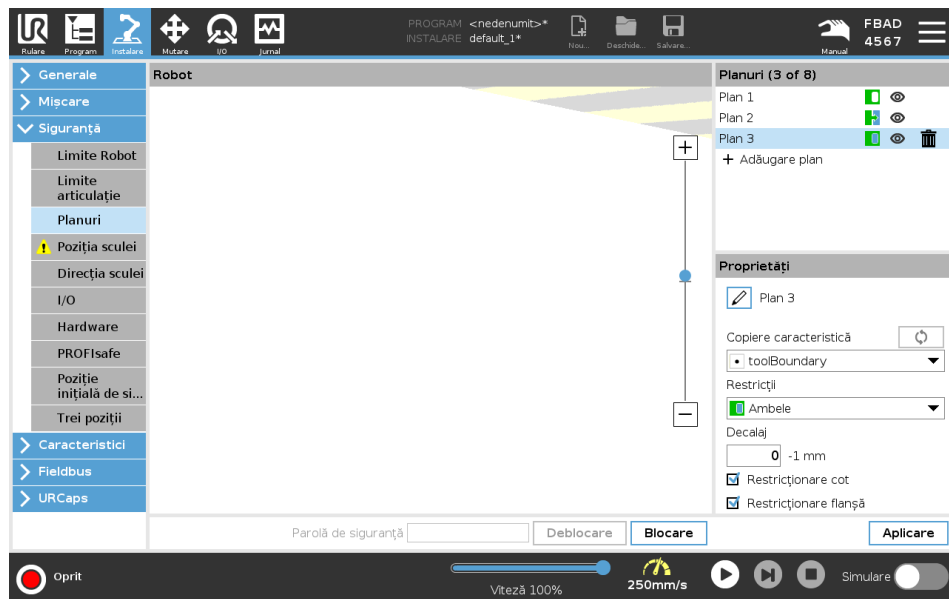 Rulare
Program
Instalare
Mutare
I/O
Jurnal
PROGRAM <nedenumit>*
INSTALARE default_1*
Nou...
Deschide...
Salvare...
Manual
FBAD
4567
Generale
Mișcare
Siguranță
Limite Robot
Limite
articulație
Planuri
Poziția sculei
Direcția sculei
I/O
Hardware
PROFIsafe
Poziție
inițială de si...
Trei poziții
Caracteristici
Fieldbus
URCaps
Robot
Planuri (3 of 8)
Plan 1
Plan 2
Plan 3
+ Adăugare plan
Proprietăți
Plan 3
Copiere caracteristică
toolBoundary
Restricții
Ambele
Decalaj
0 -1 mm
Restricționare cot
Restricționare flanșă
Parolă de siguranță
Deblocare
Blocare
Aplicare
Oprit
Viteză 100%
250mm/s
Simulare